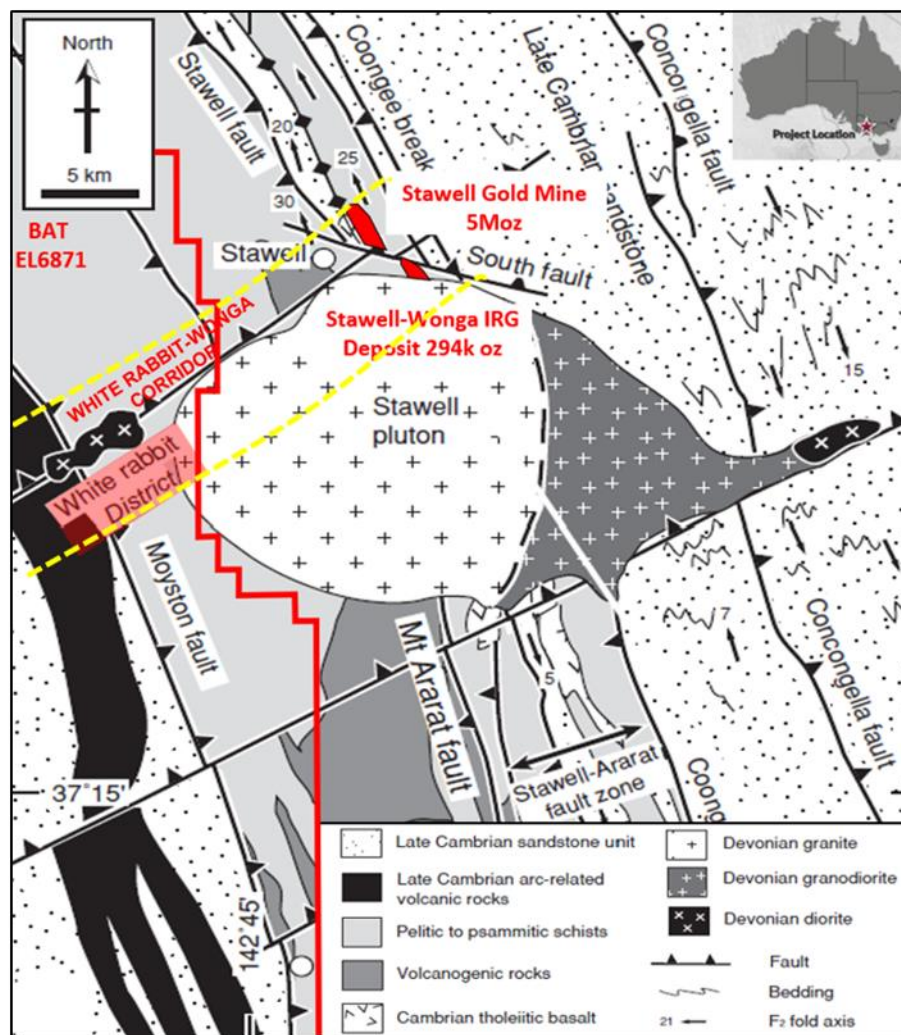 North
5 km
BAT
EL6871
Stawell fault
20
30
25
Coongee break
Late Cambrian sandstone
Concongella fault
Project Location
Stawell Gold Mine
5Moz
Stawell
South fault
WHITE RABBIT-WONGA
CORRIDOR
Stawell-Wonga IRG
Deposit 294k oz
15
Stawell
pluton
White rabbit
District/
Moyston fault
Mt Ararat fault
5
7
Stawell-Ararat
fault zone
Concongella fault
Coong
37°15'
142°45'
Late Cambrian sandstone unit
Late Cambrian arc-related
volcanic rocks
Pelitic to psammitic schists
Volcanogenic rocks
Cambrian tholeiitic basalt
Devonian granite
Devonian granodiorite
Devonian diorite
Fault
Bedding
21
F2 fold axis